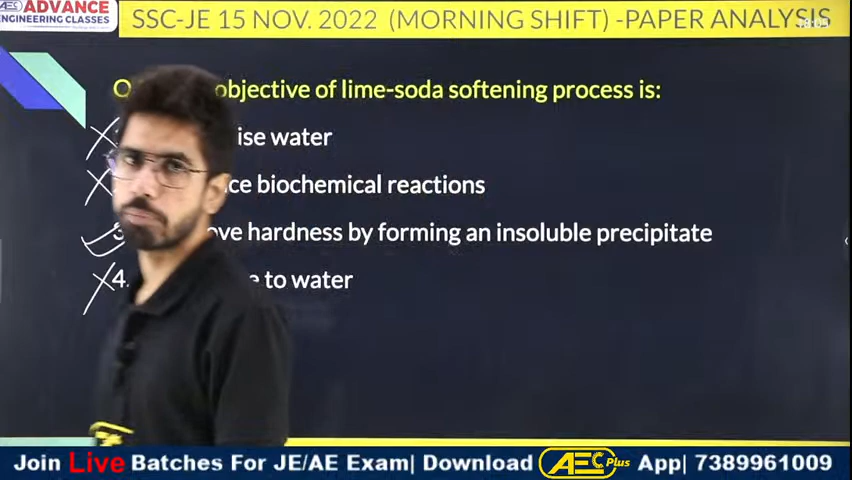 AEC ADVANCE
ENGINEERING CLASSES
SSC-JE 15 NOV. 2022 (MORNING SHIFT) -PAPER ANALYSIS
objective of lime-soda softening process is:
ise water
ce biochemical reactions
3 ove hardness by forming an insoluble precipitate
4. e to water
Join Live Batches For JE/AE Exam| Download AEC Plus App| 7389961009